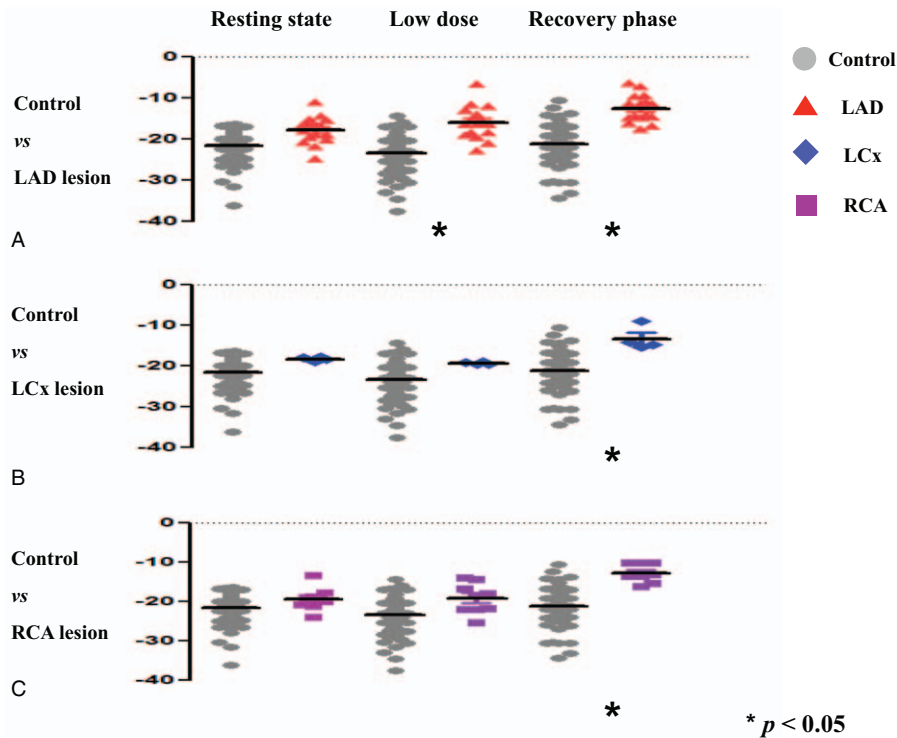 Resting state Low dose Recovery phase
0
-10
-20
-30
-40
Control
vs
LAD lesion
A
*
*
Control
LAD
LCx
RCA
0
-10
-20
-30
-40
Control
vs
LCx lesion
B
*
0
-10
-20
-30
-40
Control
vs
RCA lesion
C
*
* p < 0.05